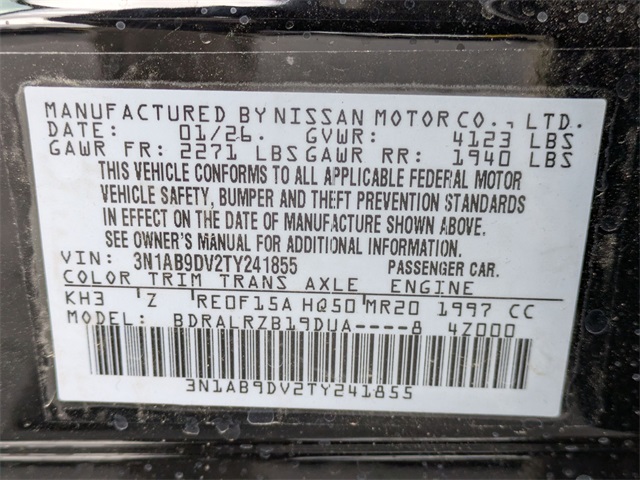 MANUFACTURED BY NISSAN MOTOR CO., LTD.
DATE: 01/26. GVWR: 4123 LBS
GAWR FR: 2271 LBS GAWR RR: 1940 LBS
THIS VEHICLE CONFORMS TO ALL APPLICABLE FEDERAL MOTOR
VEHICLE SAFETY, BUMPER AND THEFT PREVENTION STANDARDS
IN EFFECT ON THE DATE OF MANUFACTURE SHOWN ABOVE.
SEE OWNER'S MANUAL FOR ADDITIONAL INFORMATION.
VIN: 3N1AB9DV2TY241855 PASSENGER CAR.
COLOR TRIM TRANS AXLE ENGINE
KH3 Z RE0F15A HQ50 MR20 1997 CC
MODEL: BDRALRZB19DUA----8 4Z000
3N1AB9DV2TY241855